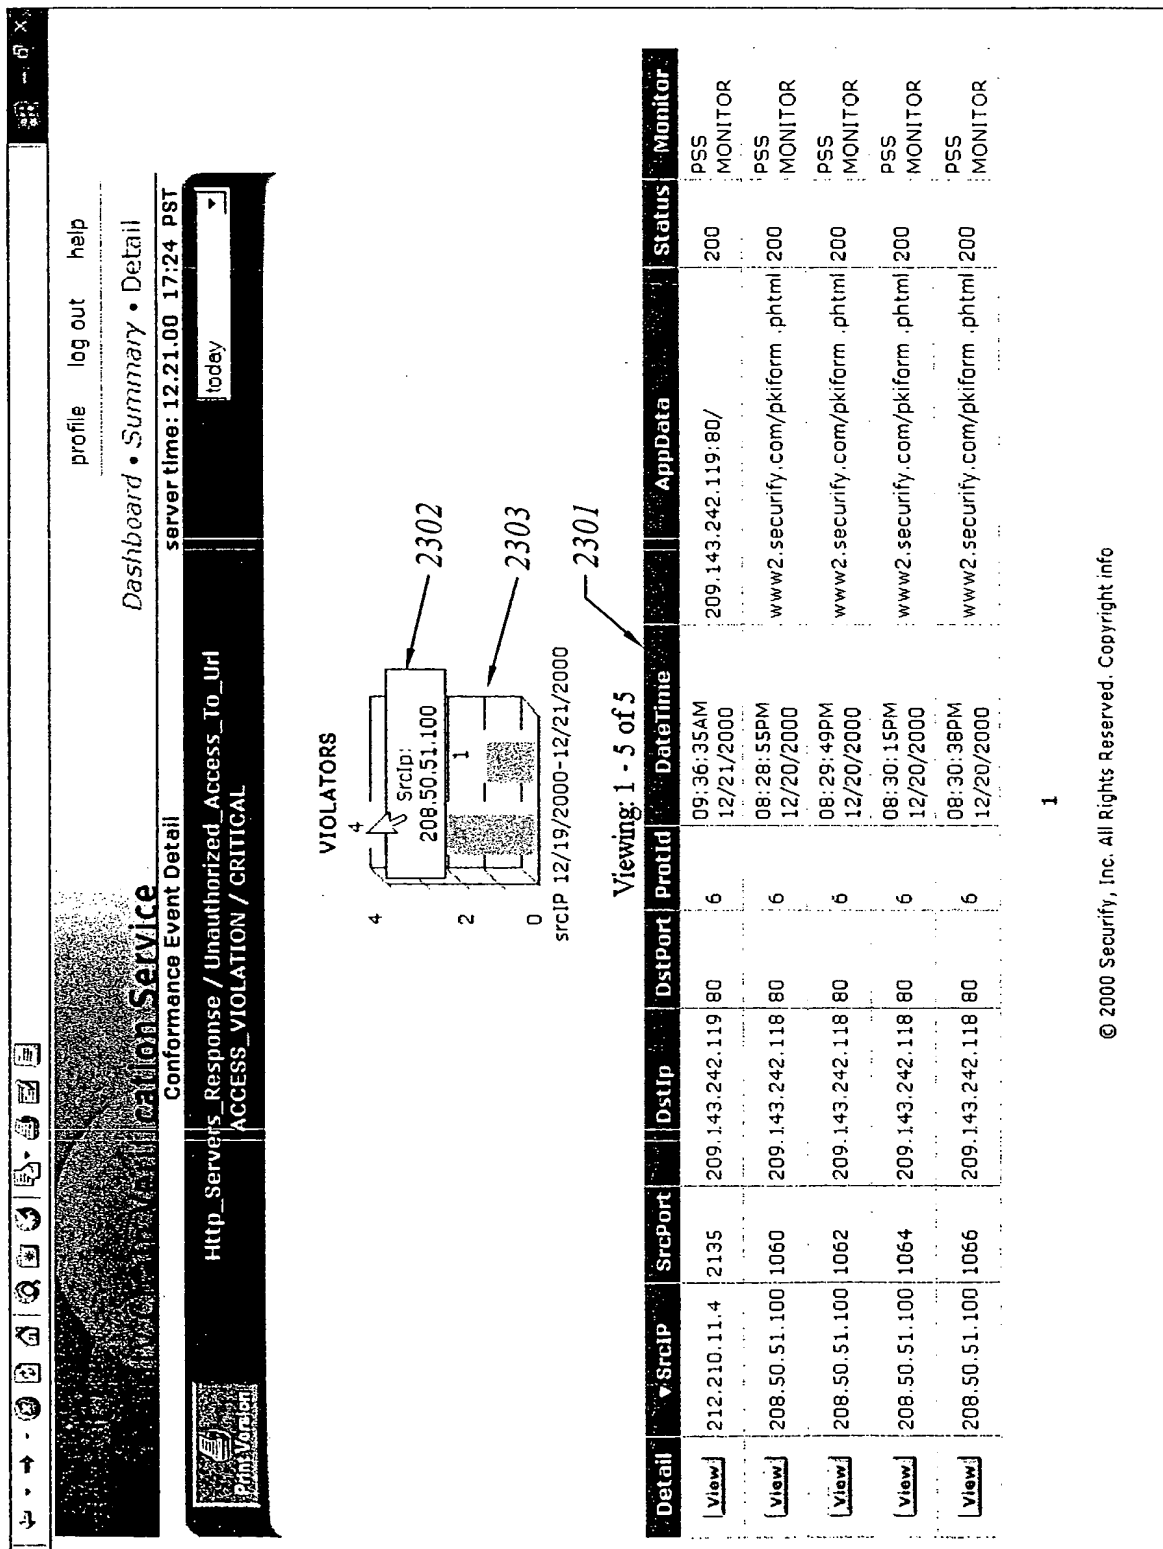 profile log out help
Dashboard • Summary • Detail
cation Service
Conformance Event Detail servertime: 12.21.00 17:24 PST
Print Version
Http_Servers_Response / Unauthorized_Access_To_Url
ACCESS_VIOLATION / CRITICAL
today
VIOLATORS
4
4
SrcIp:
208.50.51.100
2302
2
1
2303
0
srcIP 12/19/2000-12/21/2000
Viewing: 1 - 5 of 5
2301
Detail ▾SrcIP SrcPort DstIp DstPort ProtId DateTime AppData Status Monitor
View 212.210.11.4 2135 209.143.242.119 80 6 09:36:35AM 209.143.242.119:80/ 200 PSS
12/21/2000 MONITOR
View 208.50.51.100 1060 209.143.242.118 80 6 08:28:55PM www2.securify.com/pkiform .phtml 200 PSS
12/20/2000 MONITOR
View 208.50.51.100 1062 209.143.242.118 80 6 08:29:49PM www2.securify.com/pkiform .phtml 200 PSS
12/20/2000 MONITOR
View 208.50.51.100 1064 209.143.242.118 80 6 08:30:15PM www2.securify.com/pkiform .phtml 200 PSS
12/20/2000 MONITOR
View 208.50.51.100 1066 209.143.242.118 80 6 08:30:38PM www2.securify.com/pkiform .phtml 200 PSS
12/20/2000 MONITOR
1
© 2000 Securify, Inc. All Rights Reserved. Copyright info